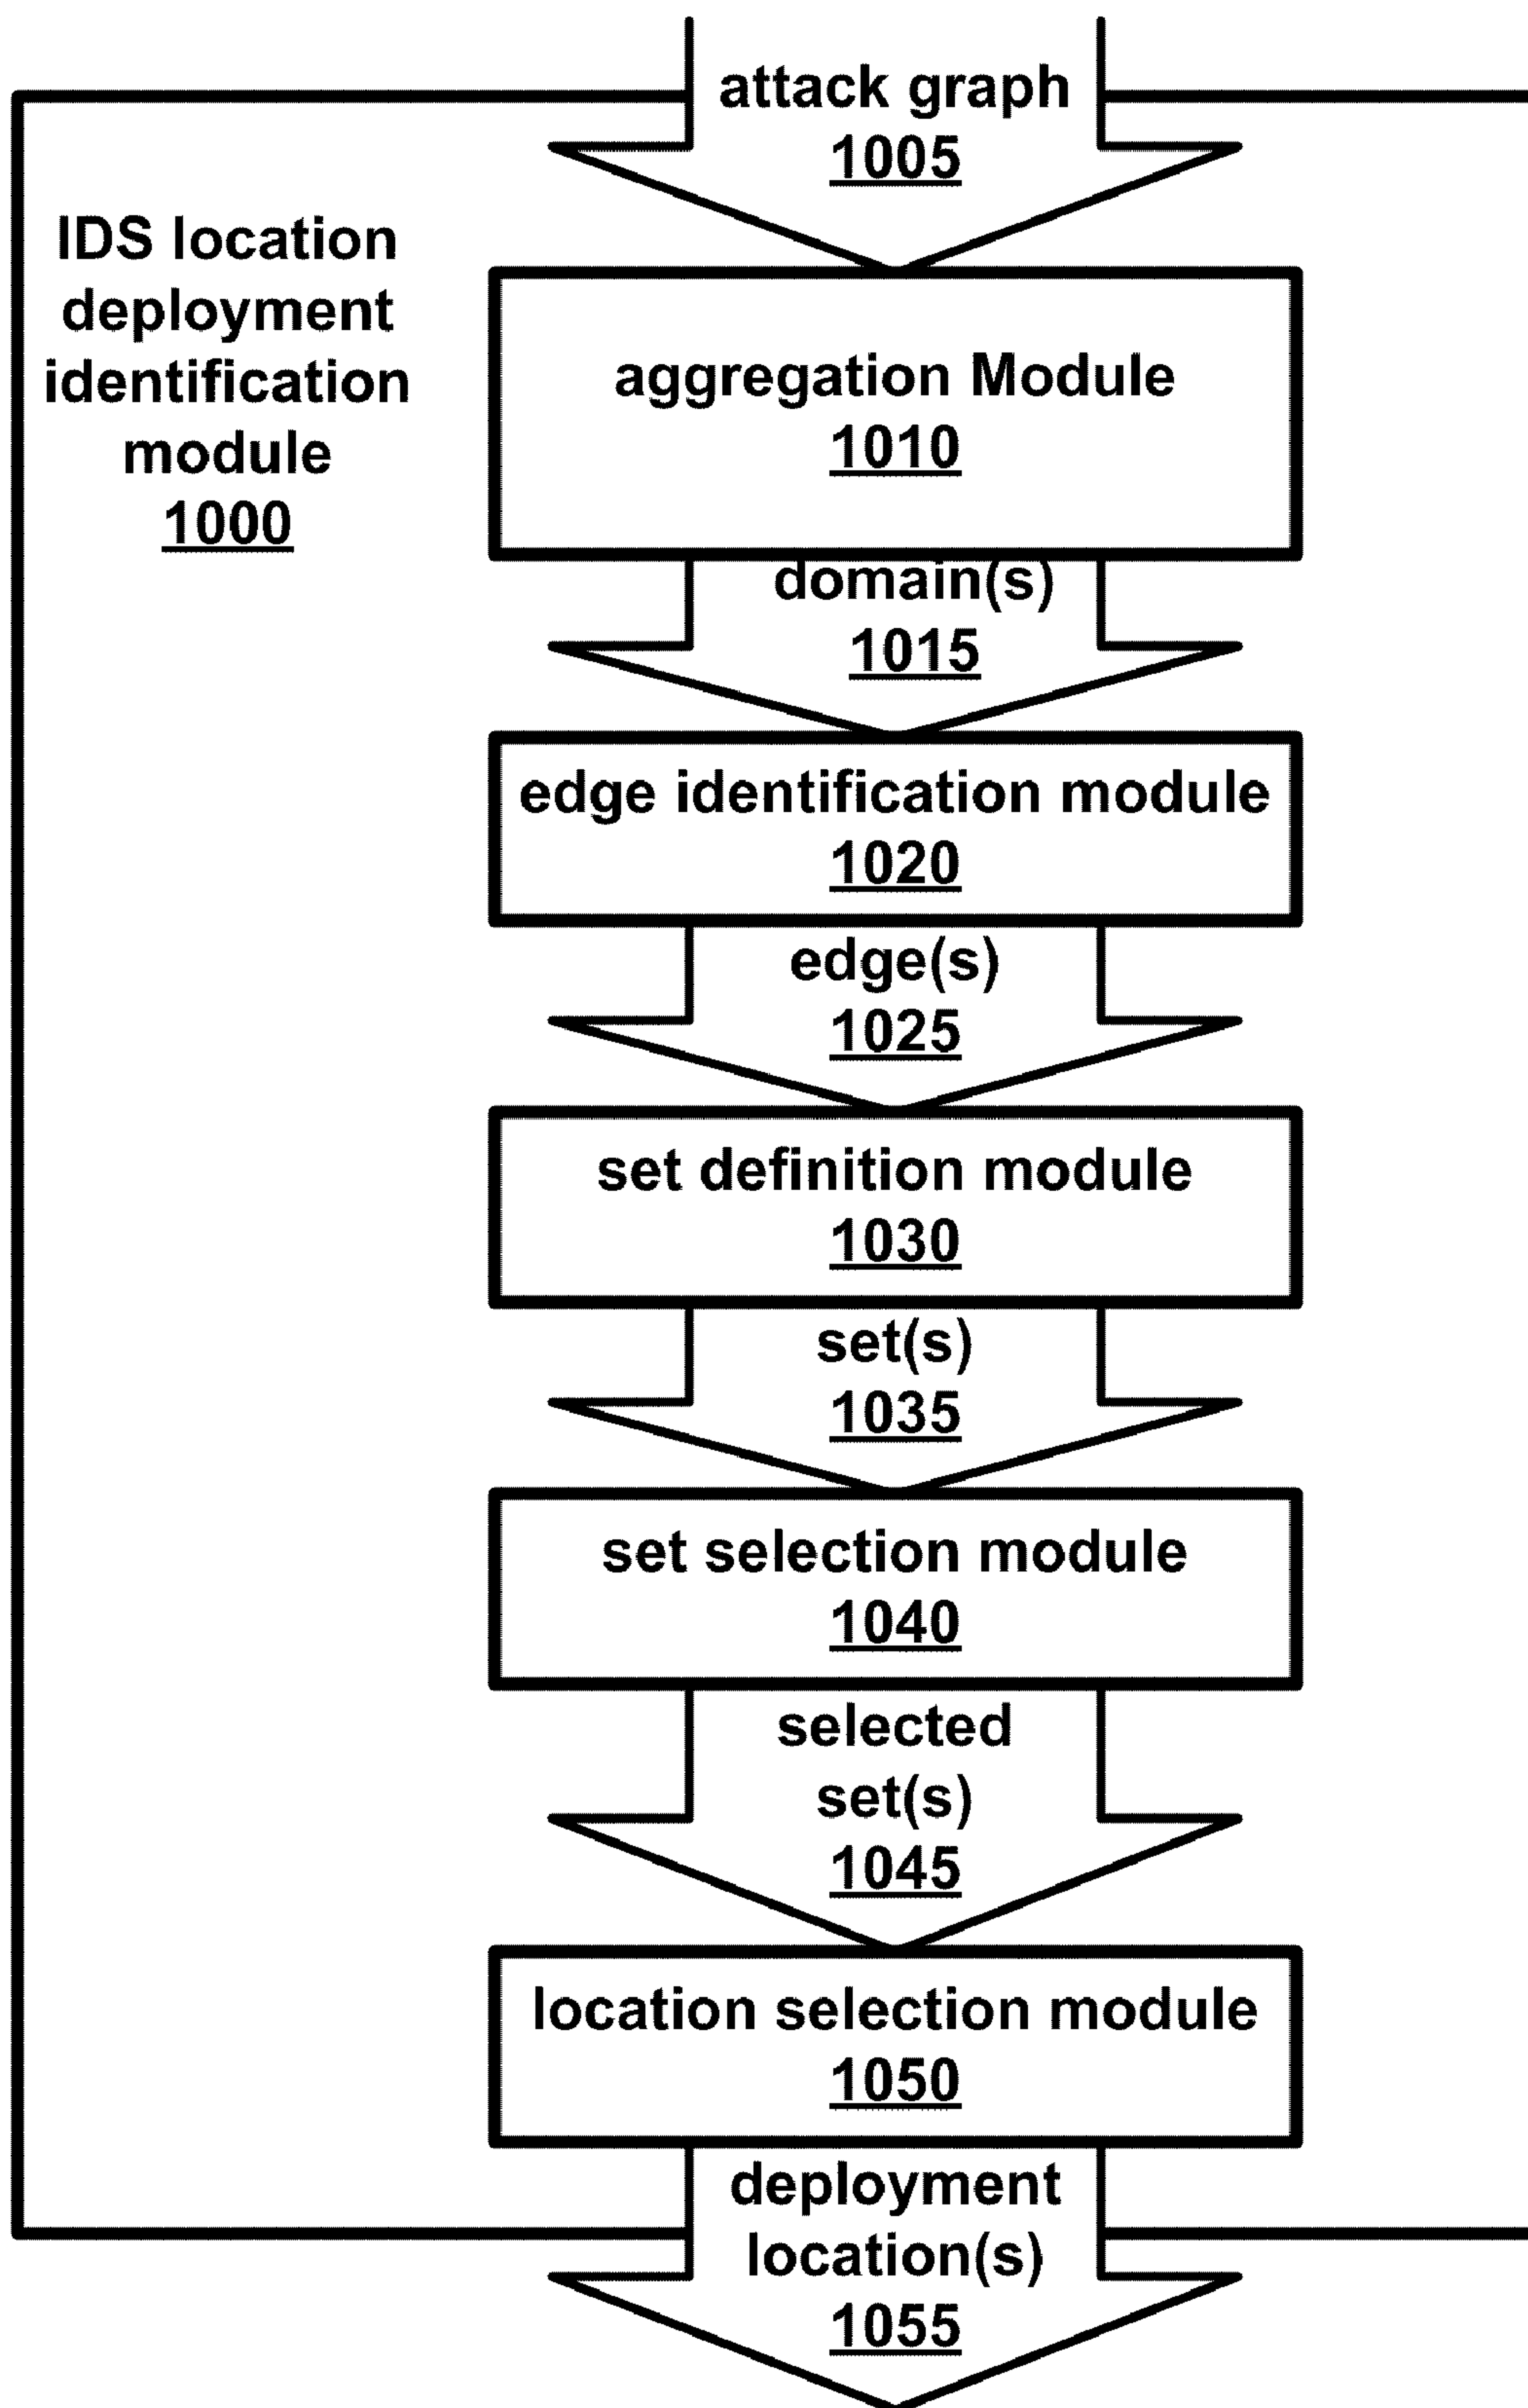 attack graph
1005
IDS location
deployment
identification
module
1000
aggregation Module
1010
domain(s)
1015
edge identification module
1020
edge(s)
1025
set definition module
1030
set(s)
1035
set selection module
1040
selected
set(s)
1045
location selection module
1050
deployment
location(s)
1055